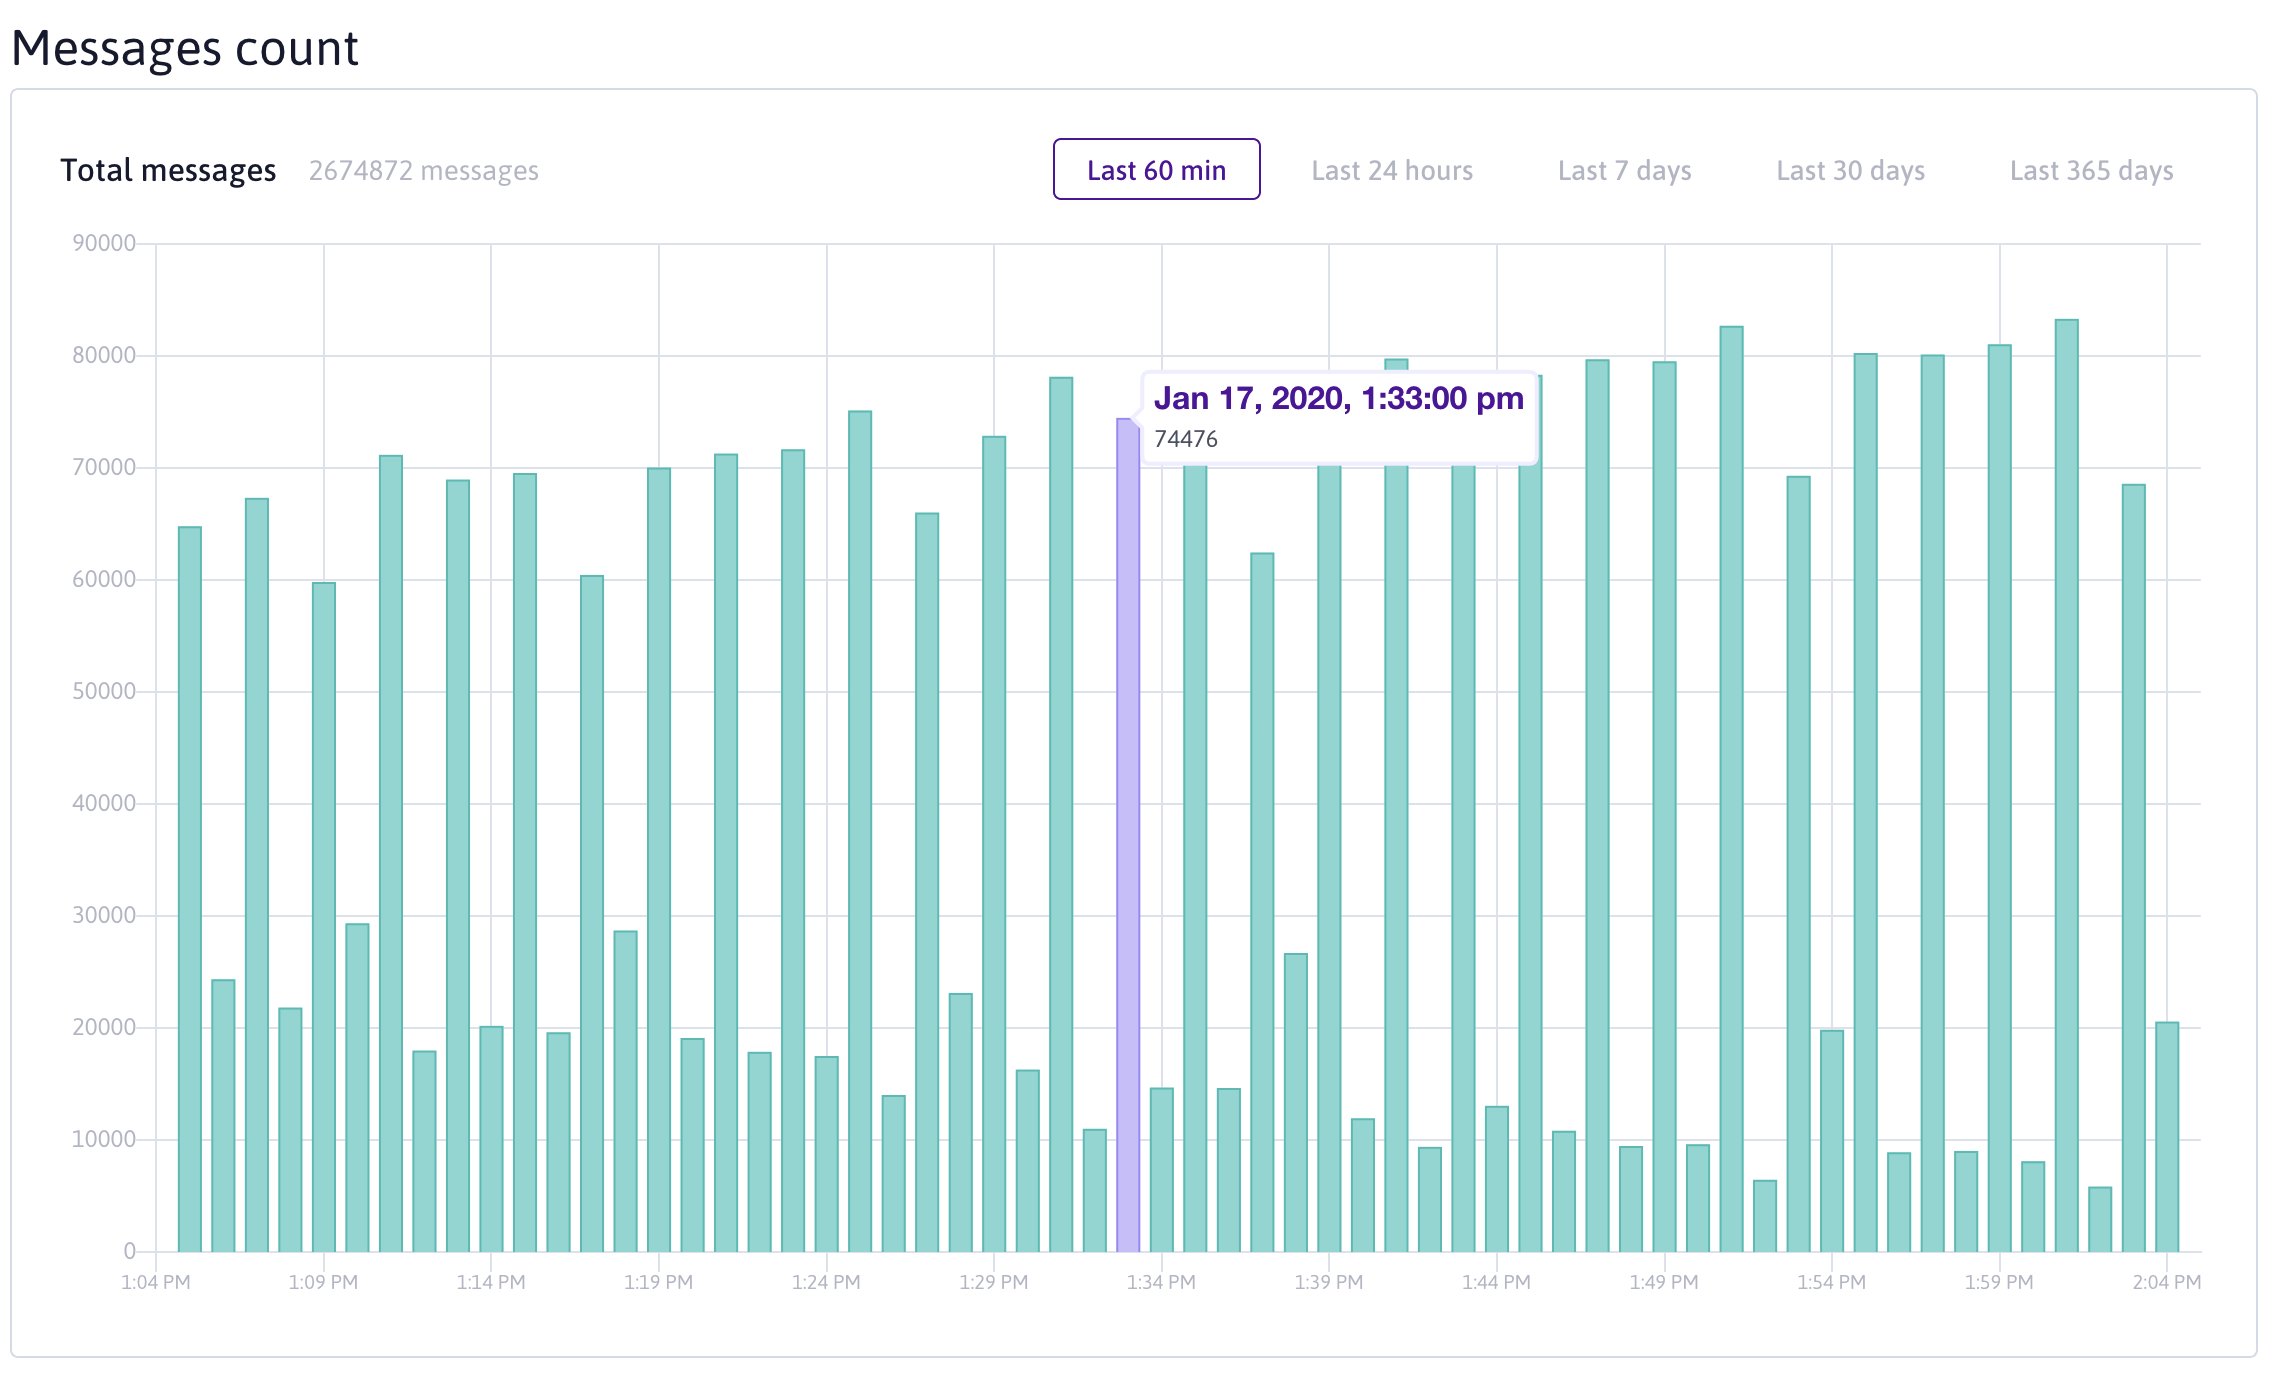 Messages count
Total messages 2674872 messages Last 60 min Last 24 hours Last 7 days Last 30 days Last 365 days
90000
80000
Jan 17, 2020, 1:33:00 pm
74476
70000
60000
50000
40000
30000
20000
10000
0
1:04 PM 1:09 PM 1:14 PM 1:19 PM 1:24 PM 1:29 PM 1:34 PM 1:39 PM 1:44 PM 1:49 PM 1:54 PM 1:59 PM 2:04 PM